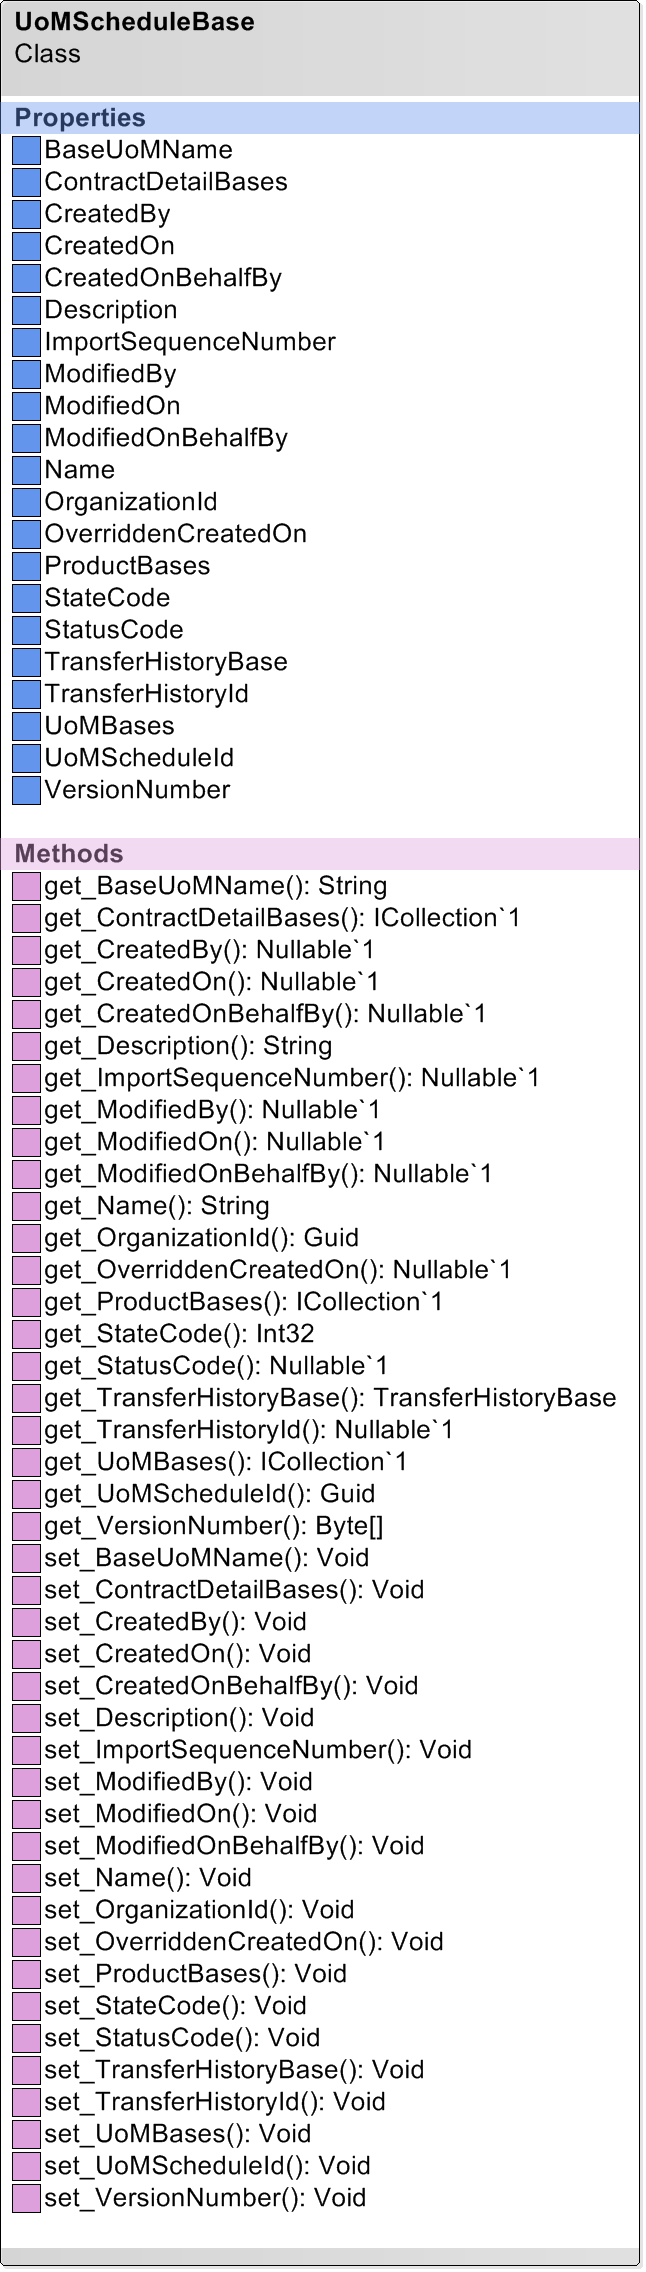 UoMScheduleBase
Class
Properties
BaseUoMName
ContractDetailBases
CreatedBy
CreatedOn
CreatedOnBehalfBy
Description
ImportSequenceNumber
ModifiedBy
ModifiedOn
ModifiedOnBehalfBy
Name
OrganizationId
OverriddenCreatedOn
ProductBases
StateCode
StatusCode
TransferHistoryBase
TransferHistoryId
UoMBases
UoMScheduleId
VersionNumber
Methods
get_BaseUoMName(): String
get_ContractDetailBases(): ICollection`1
get_CreatedBy(): Nullable`1
get_CreatedOn(): Nullable`1
get_CreatedOnBehalfBy(): Nullable`1
get_Description(): String
get_ImportSequenceNumber(): Nullable`1
get_ModifiedBy(): Nullable`1
get_ModifiedOn(): Nullable`1
get_ModifiedOnBehalfBy(): Nullable`1
get_Name(): String
get_OrganizationId(): Guid
get_OverriddenCreatedOn(): Nullable`1
get_ProductBases(): ICollection`1
get_StateCode(): Int32
get_StatusCode(): Nullable`1
get_TransferHistoryBase(): TransferHistoryBase
get_TransferHistoryId(): Nullable`1
get_UoMBases(): ICollection`1
get_UoMScheduleId(): Guid
get_VersionNumber(): Byte[]
set_BaseUoMName(): Void
set_ContractDetailBases(): Void
set_CreatedBy(): Void
set_CreatedOn(): Void
set_CreatedOnBehalfBy(): Void
set_Description(): Void
set_ImportSequenceNumber(): Void
set_ModifiedBy(): Void
set_ModifiedOn(): Void
set_ModifiedOnBehalfBy(): Void
set_Name(): Void
set_OrganizationId(): Void
set_OverriddenCreatedOn(): Void
set_ProductBases(): Void
set_StateCode(): Void
set_StatusCode(): Void
set_TransferHistoryBase(): Void
set_TransferHistoryId(): Void
set_UoMBases(): Void
set_UoMScheduleId(): Void
set_VersionNumber(): Void